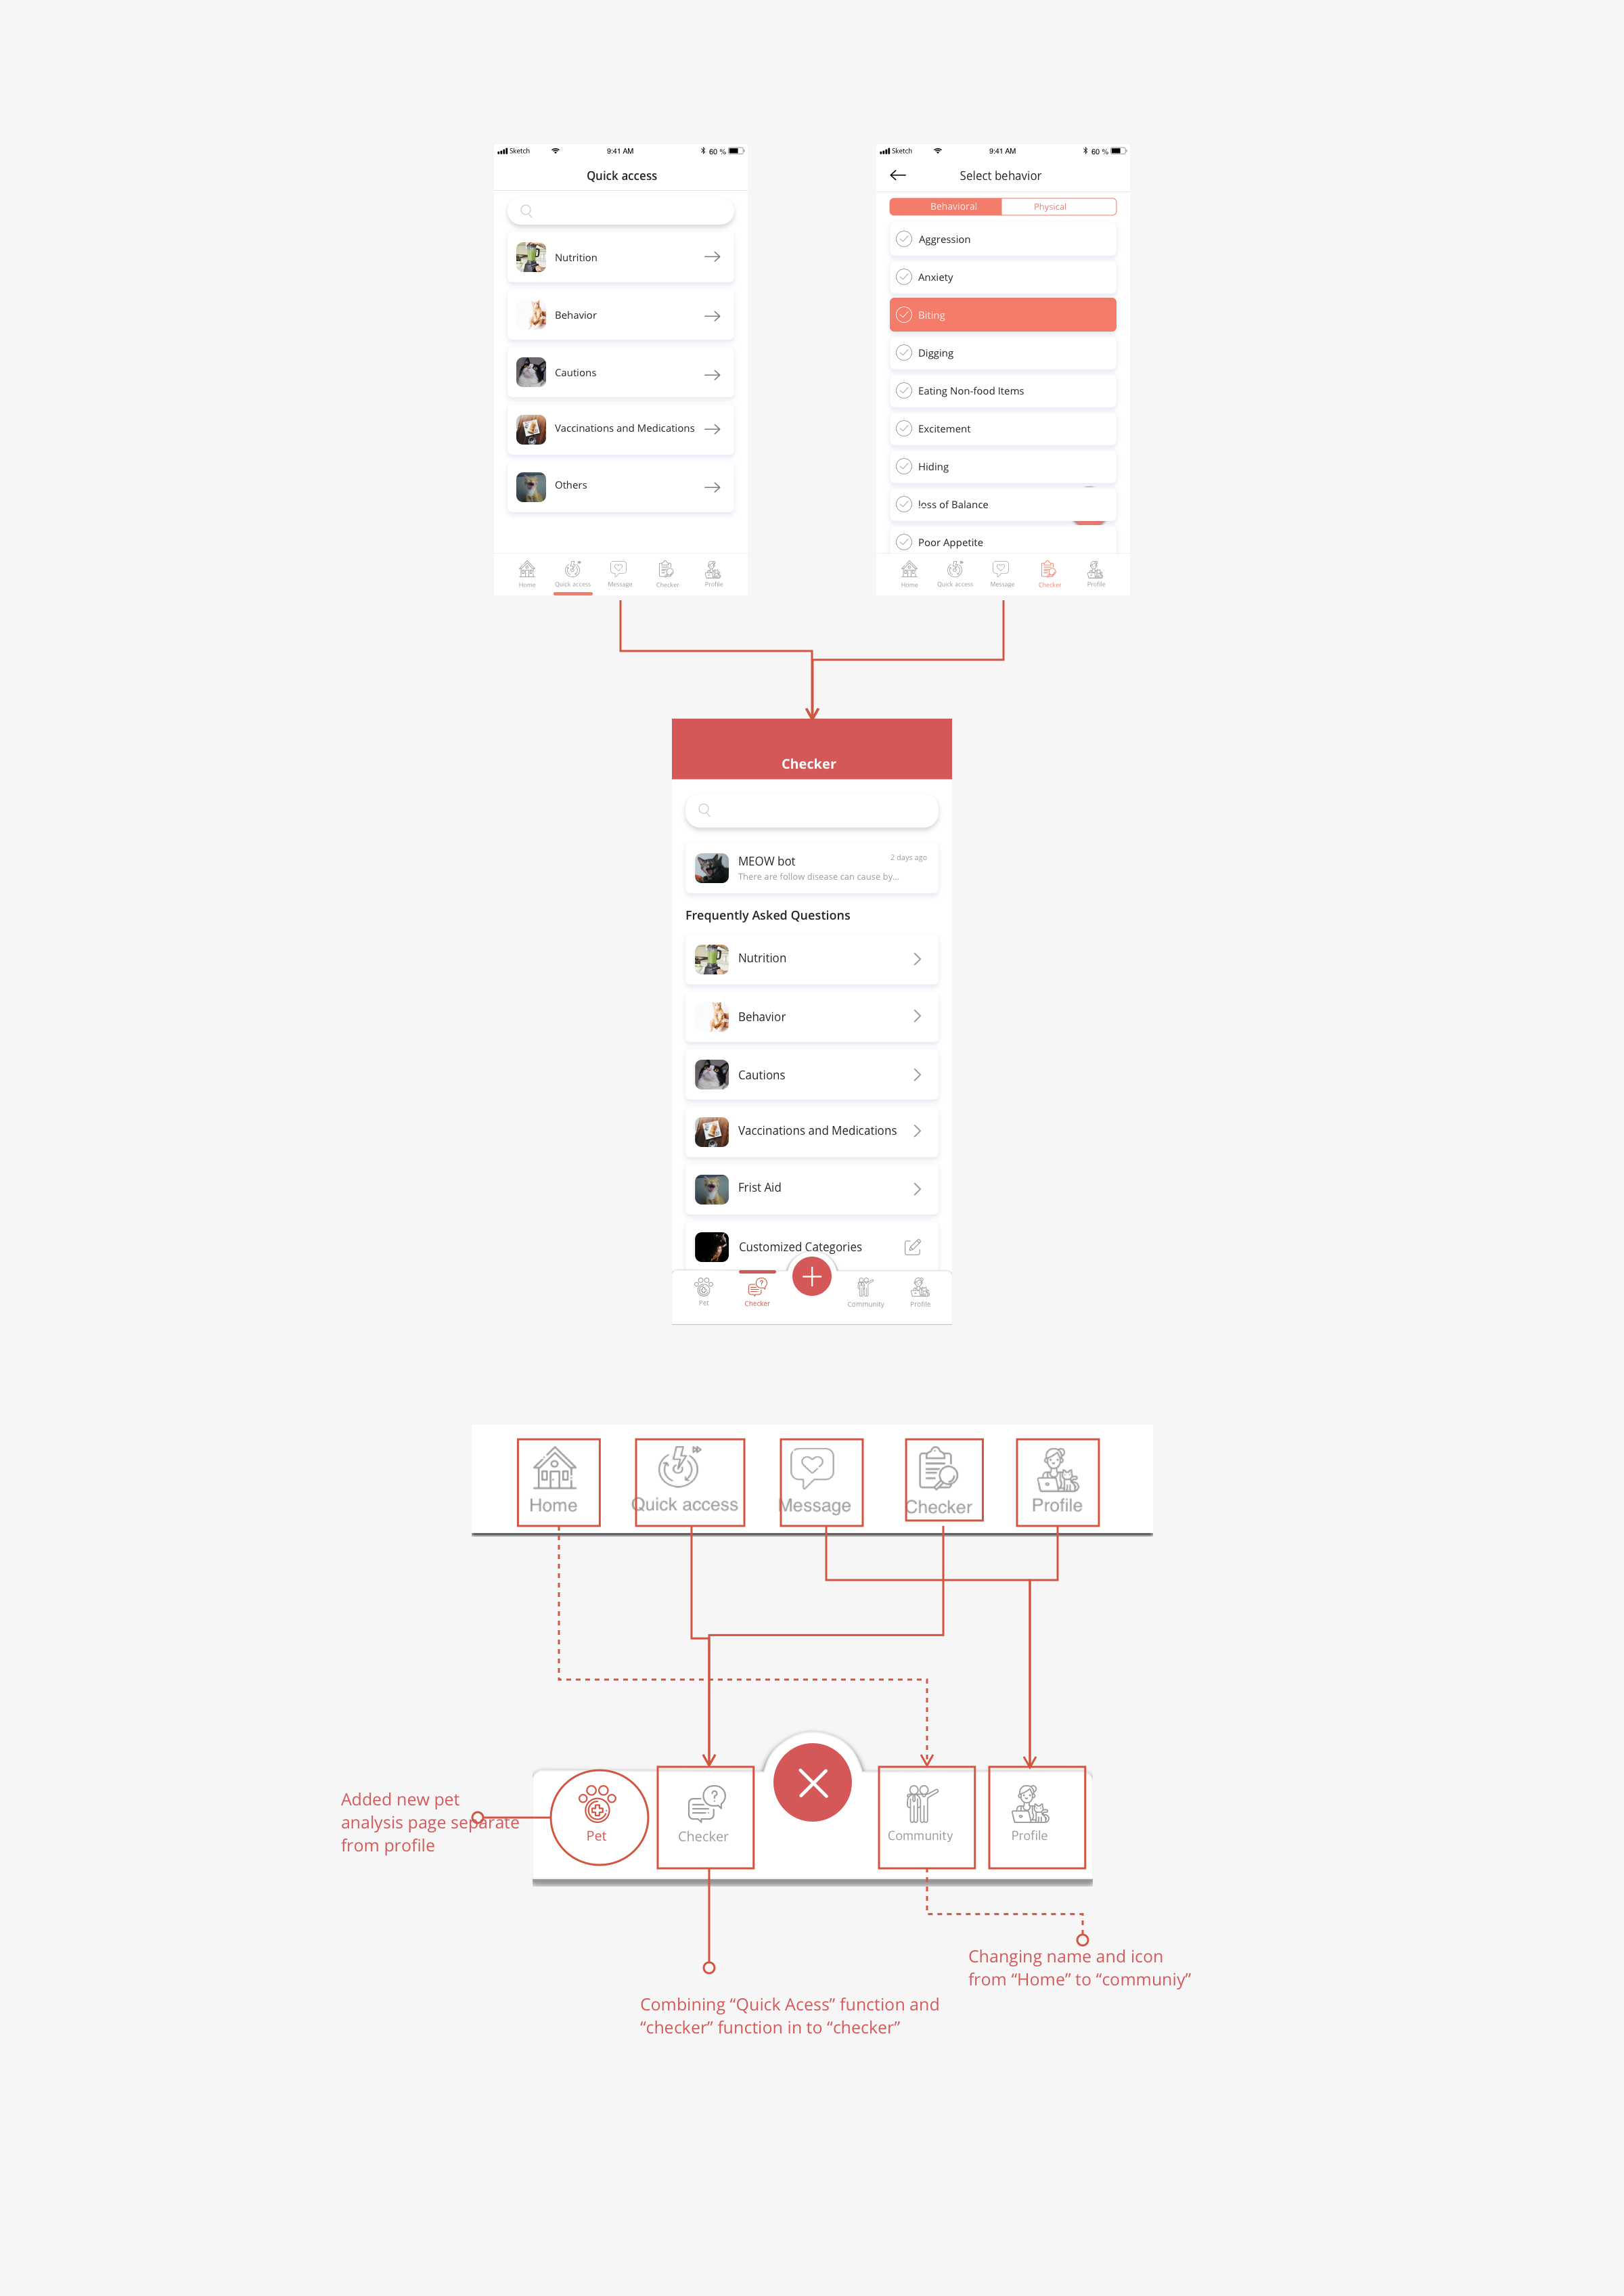 Sketch 9:41 AM 60 %
Quick access
Nutrition
Behavior
Cautions
Vaccinations and Medications
Others
Home Quick access Message Checker Profile
Sketch 9:41 AM 60 %
Select behavior
Behavioral Physical
Aggression
Anxiety
Biting
Digging
Eating Non-food Items
Excitement
Hiding
loss of Balance
Poor Appetite
Home Quick access Message Checker Profile
Checker
MEOW bot 2 days ago
There are follow disease can cause by...
Frequently Asked Questions
Nutrition
Behavior
Cautions
Vaccinations and Medications
Frist Aid
Customized Categories
Pet Checker Community Profile
Home Quick access Message Checker Profile
Pet Checker Community Profile
Added new pet
analysis page separate
from profile
Changing name and icon
from “Home” to “communiy”
Combining “Quick Acess” function and
“checker” function in to “checker”